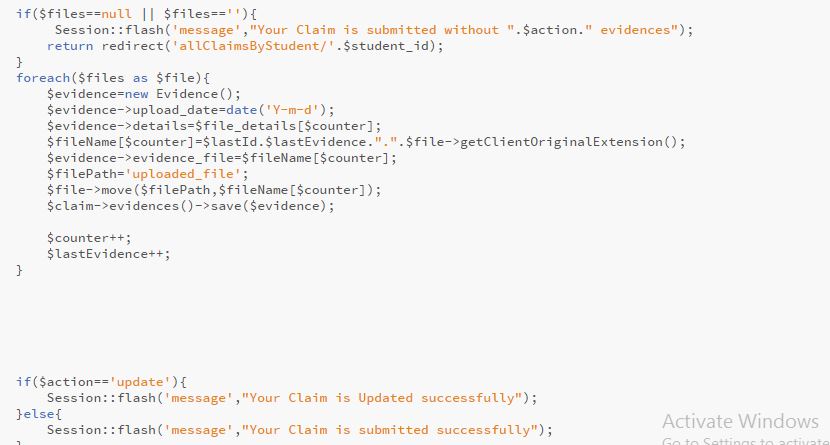 if($files==null || $files==''){
Session::flash('message',"Your Claim is submitted without ".$action." evidences");
return redirect('allClaimsByStudent/'.$student_id);
}
foreach($files as $file){
$evidence=new Evidence();
$evidence->upload_date=date('Y-m-d');
$evidence->details=$file_details[$counter];
$fileName[$counter]=$lastId.$lastEvidence.".".$file->getClientOriginalExtension();
$evidence->evidence_file=$fileName[$counter];
$filePath='uploaded_file';
$file->move($filePath,$fileName[$counter]);
$claim->evidences()->save($evidence);
$counter++;
$lastEvidence++;
}
if($action=='update'){
Session::flash('message',"Your Claim is Updated successfully");
}else{
Session::flash('message',"Your Claim is submitted successfully");
}
Activate Windows
Go to Settings to activate